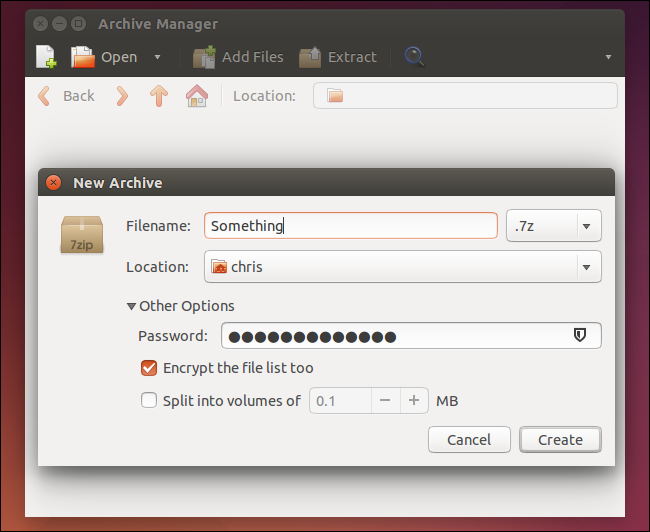 Archive Manager
Open Add Files Extract
Back Location:
New Archive
7zip
Filename: Something .7z
Location: chris
Other Options
Password: ●●●●●●●●●●●●●
Encrypt the file list too
Split into volumes of 0.1 MB
Cancel Create